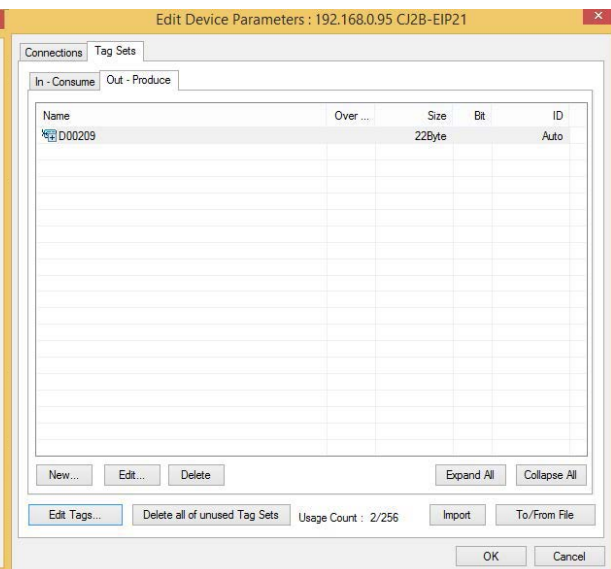 Edit Device Parameters : 192.168.0.95 CJ2B-EIP21
Connections Tag Sets
In - Consume Out - Produce
Name Over ... Size Bit ID
D00209 22Byte Auto
New... Edit... Delete Expand All Collapse All
Edit Tags... Delete all of unused Tag Sets Usage Count : 2/256 Import To/From File
OK Cancel